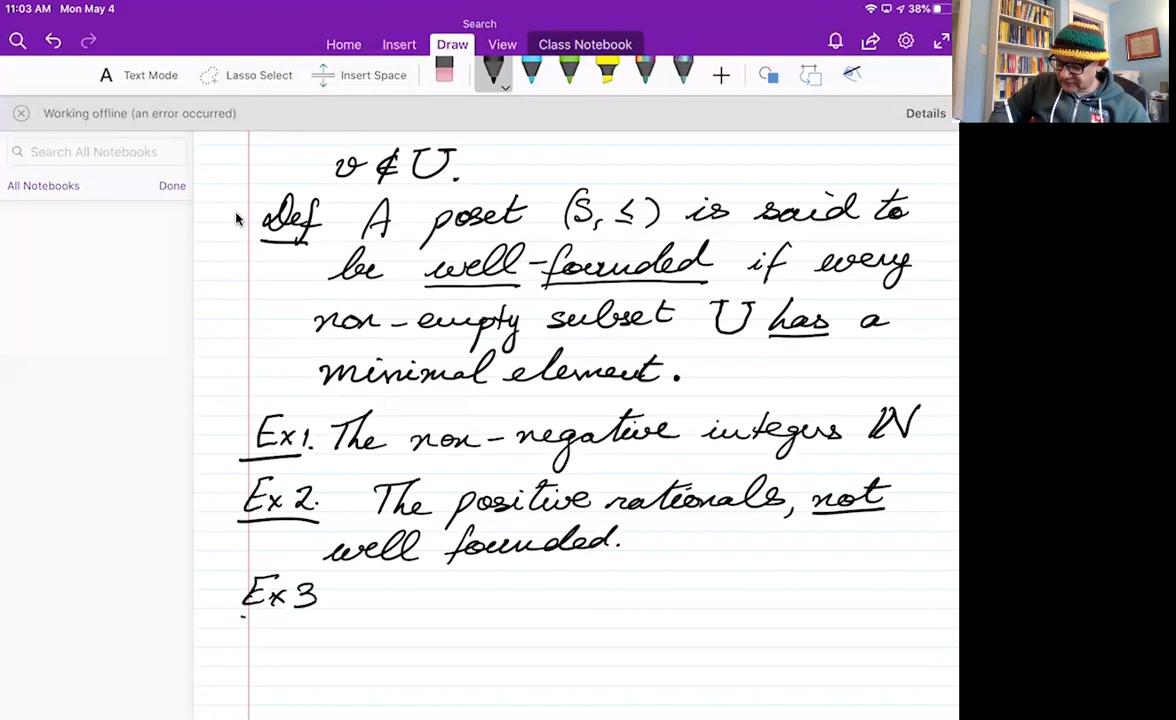 11:03 AM Mon May 4
38%
Search
Home Insert Draw View Class Notebook
Text Mode Lasso Select Insert Space
Working offline (an error occurred) Details
Search All Notebooks
All Notebooks Done
v ∉ U.
Def A poset (S, ≤) is said to
be well-founded if every
non-empty subset U has a
minimal element.
Ex1. The non-negative integers ℕ
Ex 2. The positive rationals, not
well founded.
Ex 3